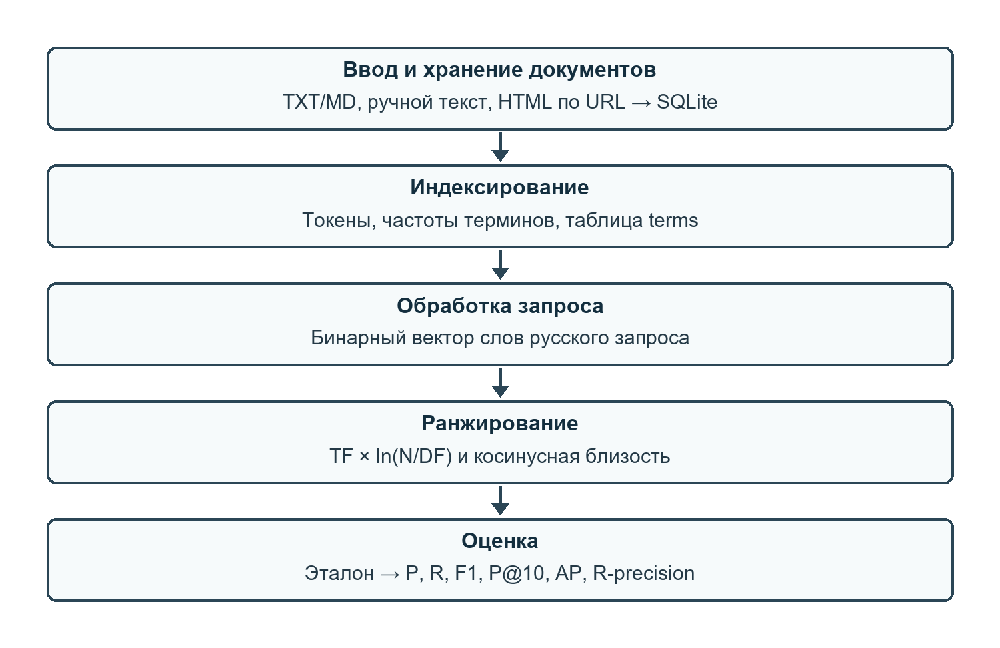 Ввод и хранение документов
TXT/MD, ручной текст, HTML по URL → SQLite
Индексирование
Токены, частоты терминов, таблица terms
Обработка запроса
Бинарный вектор слов русского запроса
Ранжирование
TF × ln(N/DF) и косинусная близость
Оценка
Эталон → P, R, F1, P@10, AP, R-precision